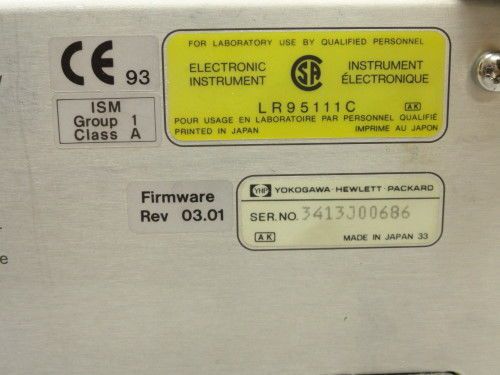 CE 93
ISM
Group 1
Class A
FOR LABORATORY USE BY QUALIFIED PERSONNEL
ELECTRONIC INSTRUMENT
SA
INSTRUMENT ÉLECTRONIQUE
LR95111C AK
POUR USAGE EN LABORATOIRE PAR PERSONNEL QUALIFIÉ
PRINTED IN JAPAN IMPRIME AU JAPON
Firmware
Rev 03.01
YHP YOKOGAWA-HEWLETT-PACKARD
SER.NO. 3413J00686
AK MADE IN JAPAN 33
e